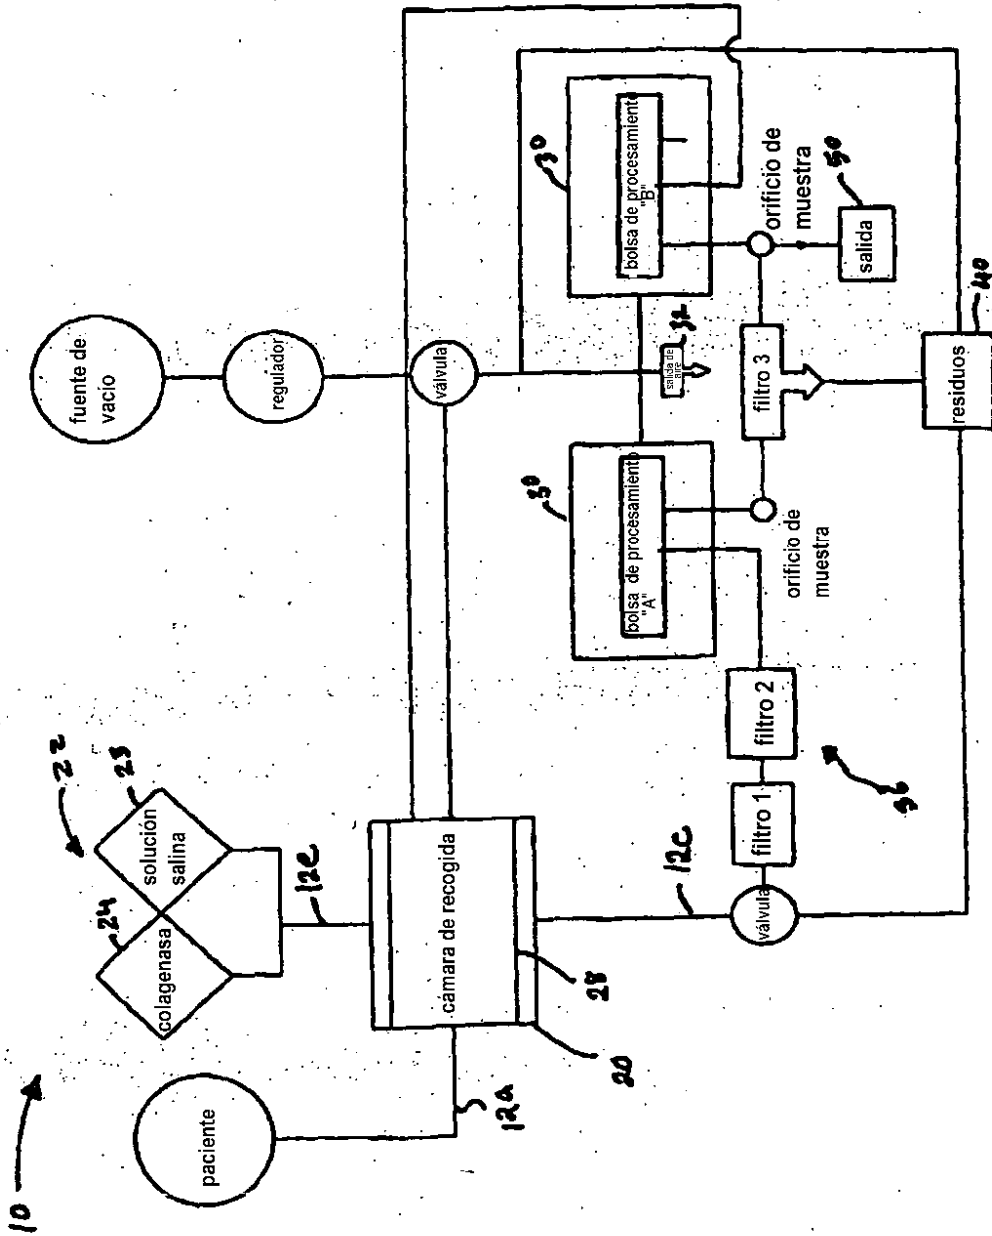 10
paciente
12a
22
24
colagenasa
23
solución
salina
12e
cámara de recogida
28
20
fuente de
vacio
regulador
válvula
12c
válvula
filtro 1
filtro 2
36
30
bolsa de procesamiento
"A"
orificio de
muestra
salida de
aire
32
filtro 3
30
bolsa de procesamiento
"B"
orificio de
muestra
50
salida
residuos
40